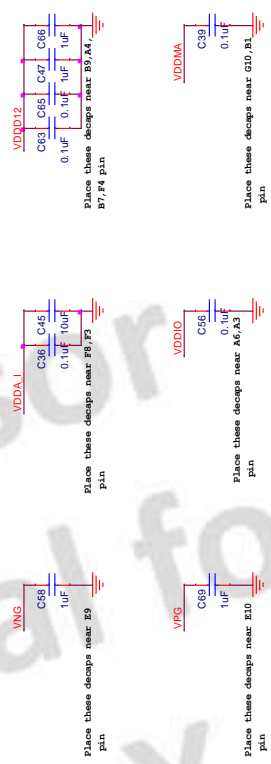 VNG
C58
1uF
Place these decaps near E9
pin
VDDA_I
C36
0.1uF
C45
10uF
Place these decaps near F8,F3
pin
VDDD12
C63
0.1uF
C65
0.1uF
C47
1uF
C66
1uF
Place these decaps near B9,A4,
B7,F4 pin
VPG
C69
1uF
Place these decaps near E10
pin
VDDIO
C56
0.1uF
Place these decaps near A6,A3
pin
VDDMA
C39
0.1uF
Place these decaps near G10,B1
pin